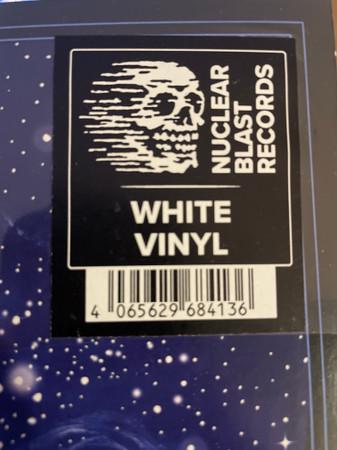 NUCLEAR
BLAST
RECORDS
WHITE
VINYL
4 065629 684136